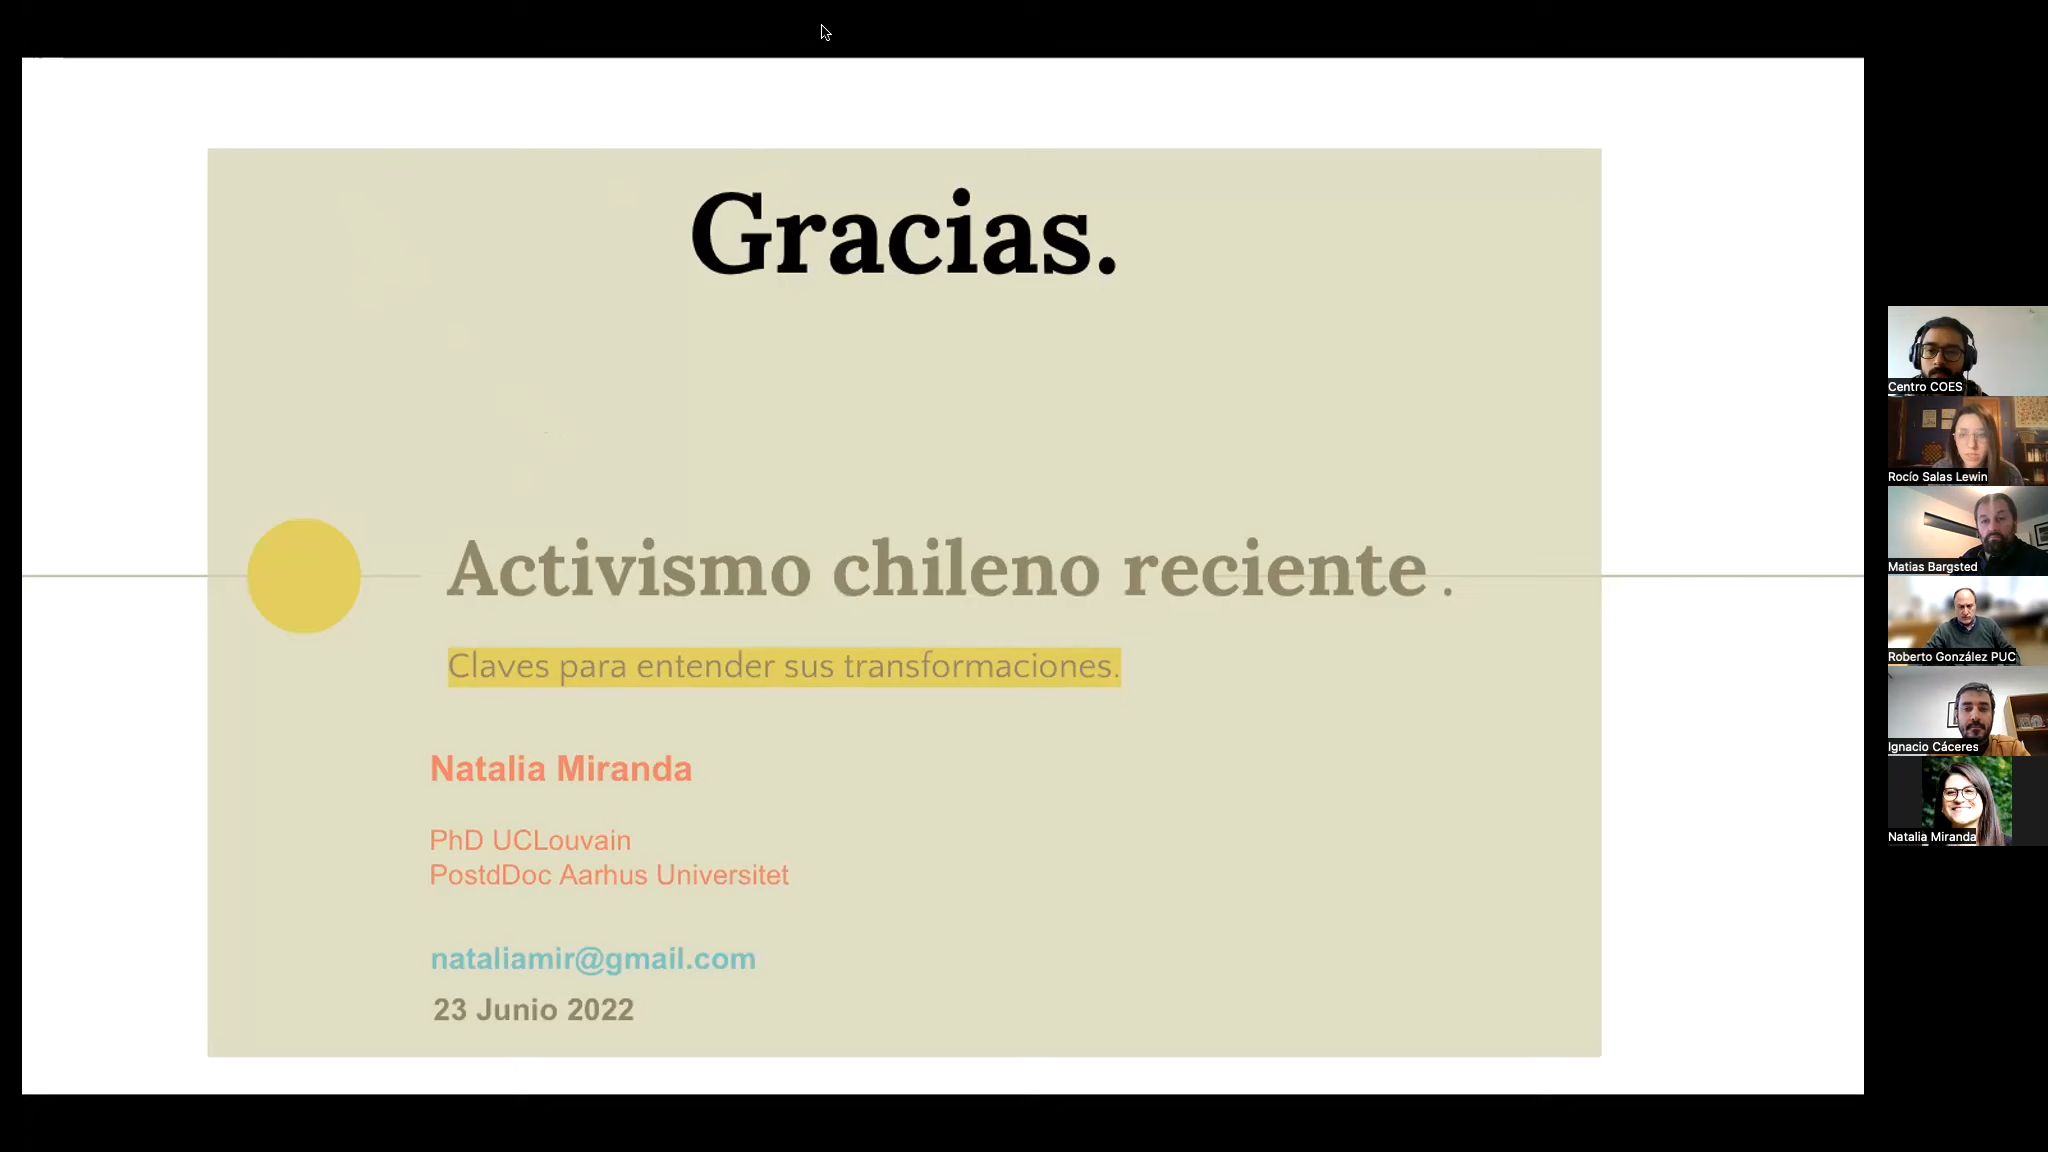 Gracias.
Activismo chileno reciente .
Claves para entender sus transformaciones.
Natalia Miranda
PhD UCLouvain
PostdDoc Aarhus Universitet
nataliamir@gmail.com
23 Junio 2022
Centro COES
Rocío Salas Lewin
Matias Bargsted
Roberto González PUC
Ignacio Cáceres
Natalia Miranda